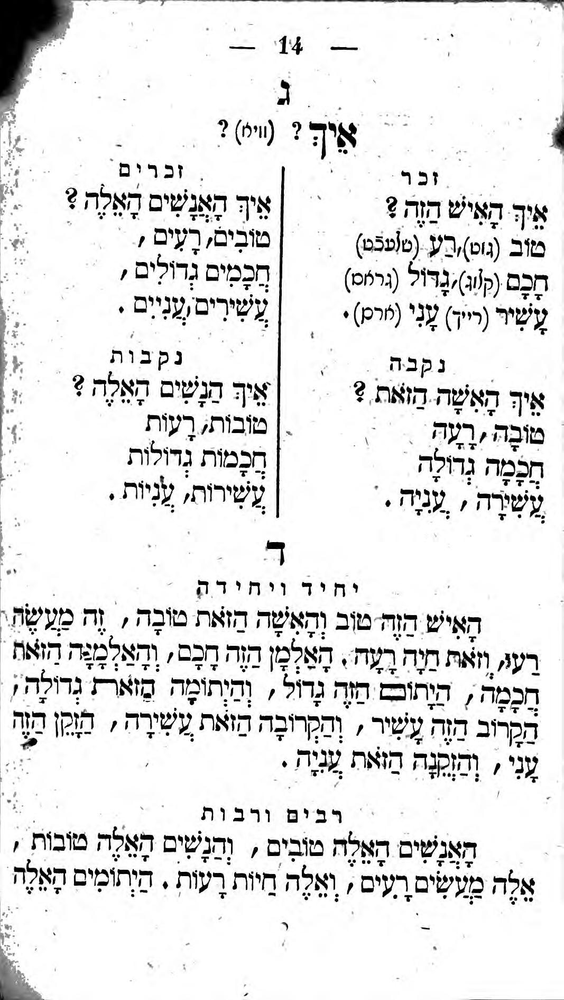 — 14 —
ג
אֵיךְ? (וויא)?
זכר
אֵיךְ הָאִישׁ הַזֶה?
טוֹב (גוט), רַע (שלעכט)
חָכָם (קלוג), גָדוֹל (גראס)
עָשִׁיר (רייך) עָנִי (ארם).
נקבה
אֵיךְ הָאִשָׁה הַזֹאת?
טוֹבָה, רָעָה
חֲכָמָה גְדוֹלָה
עֲשִׁירָה, עֲנִיָה.
זכרים
אֵיךְ הָאֲנָשִׁים הָאֵלֶה?
טוֹבִים, רָעִים,
חֲכָמִים גְדוֹלִים,
עֲשִׁירִים, עֲנִיִים.
נקבות
אֵיךְ הַנָשִׁים הָאֵלֶה?
טוֹבוֹת, רָעוֹת
חֲכָמוֹת גְדוֹלוֹת
עֲשִׁירוֹת, עֲנִיוֹת.
ד
יחיד ויחידה
הָאִישׁ הַזֶה טוֹב וְהָאִשָׁה הַזֹאת טוֹבָה, זֶה מַעֲשֶׂה
רַע, וְזֹאת חַיָה רָעָה. הָאַלְמָן הַזֶה חָכָם, וְהָאַלְמָנָה הַזֹאת
חֲכָמָה, הַיָתוֹם הַזֶה גָדוֹל, וְהַיְתוֹמָה הַזֹאת גְדוֹלָה,
הַקָרוֹב הַזֶה עָשִׁיר, וְהַקְרוֹבָה הַזֹאת עֲשִׁירָה, הַזָקֵן הַזֶה
עָנִי, וְהַזְקֵנָה הַזֹאת עֲנִיָה.
רבים ורבות
הָאֲנָשִׁים הָאֵלֶה טוֹבִים, וְהַנָשִׁים הָאֵלֶה טוֹבוֹת,
אֵלֶה מַעֲשִׂים רָעִים, וְאֵלֶה חַיוֹת רָעוֹת. הַיְתוֹמִים הָאֵלֶה